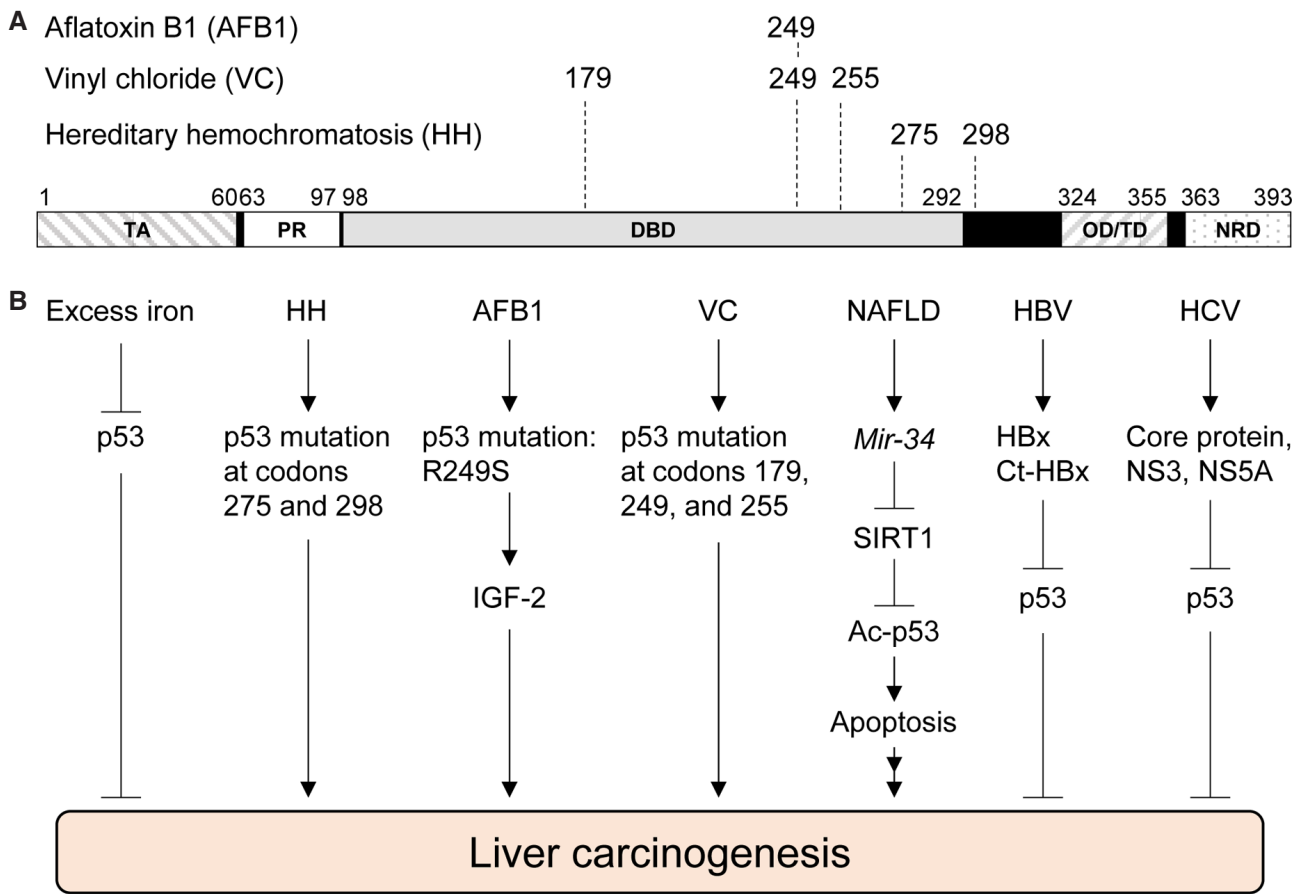 A
Aflatoxin B1 (AFB1) 249
Vinyl chloride (VC) 179 249 255
Hereditary hemochromatosis (HH) 275 298
1 60 63 97 98 292 324 355 363 393
TA PR DBD OD/TD NRD
B
Excess iron HH AFB1 VC NAFLD HBV HCV
p53
p53 mutation
at codons
275 and 298
p53 mutation:
R249S
IGF-2
p53 mutation
at codons 179,
249, and 255
Mir-34
SIRT1
Ac-p53
Apoptosis
HBx
Ct-HBx
p53
Core protein,
NS3, NS5A
p53
Liver carcinogenesis